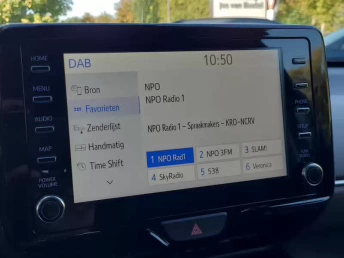 DAB
10:50
HOME
MENU
AUDIO
MAP
POWER
VOLUME
PHONE
Bron
Favorieten
Zenderlijst
Handmatig
Time Shift
NPO
NPO Radio 1
NPO Radio 1 - Spraakmakers - KRO-NCRV
1 NPO Rad1
2 NPO 3FM
3 SLAM!
4 SkyRadio
5 538
6 Veronica